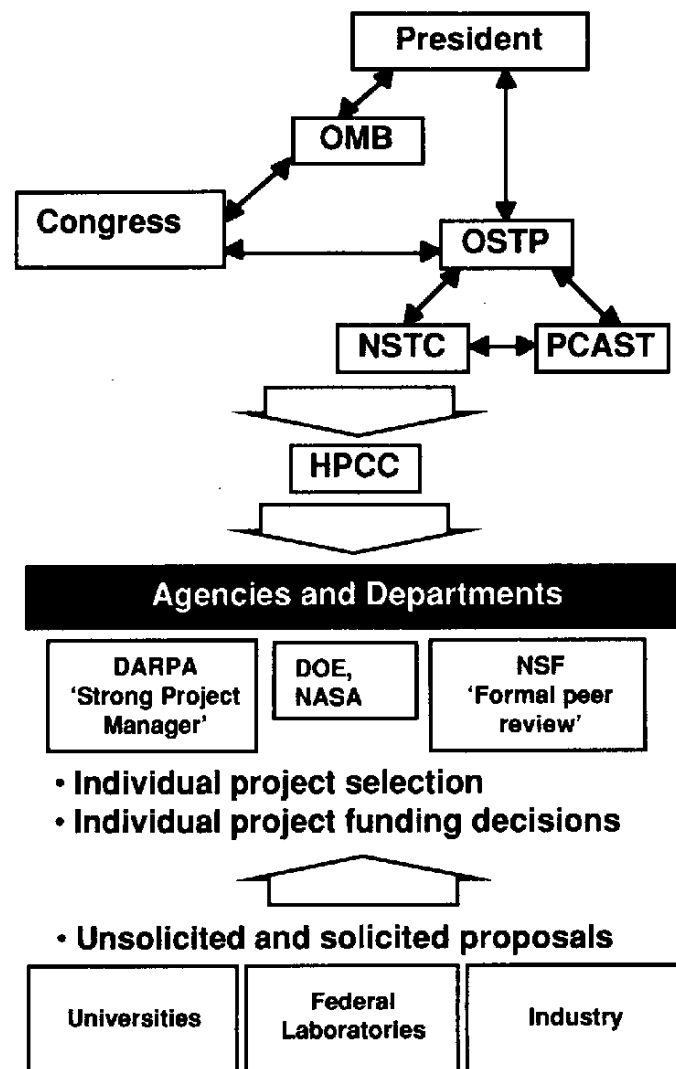 President
OMB
Congress
OSTP
NSTC
PCAST
HPCC
Agencies and Departments
DARPA
'Strong Project
Manager'
DOE,
NASA
NSF
'Formal peer
review'
• Individual project selection
• Individual project funding decisions
• Unsolicited and solicited proposals
Universities
Federal
Laboratories
Industry